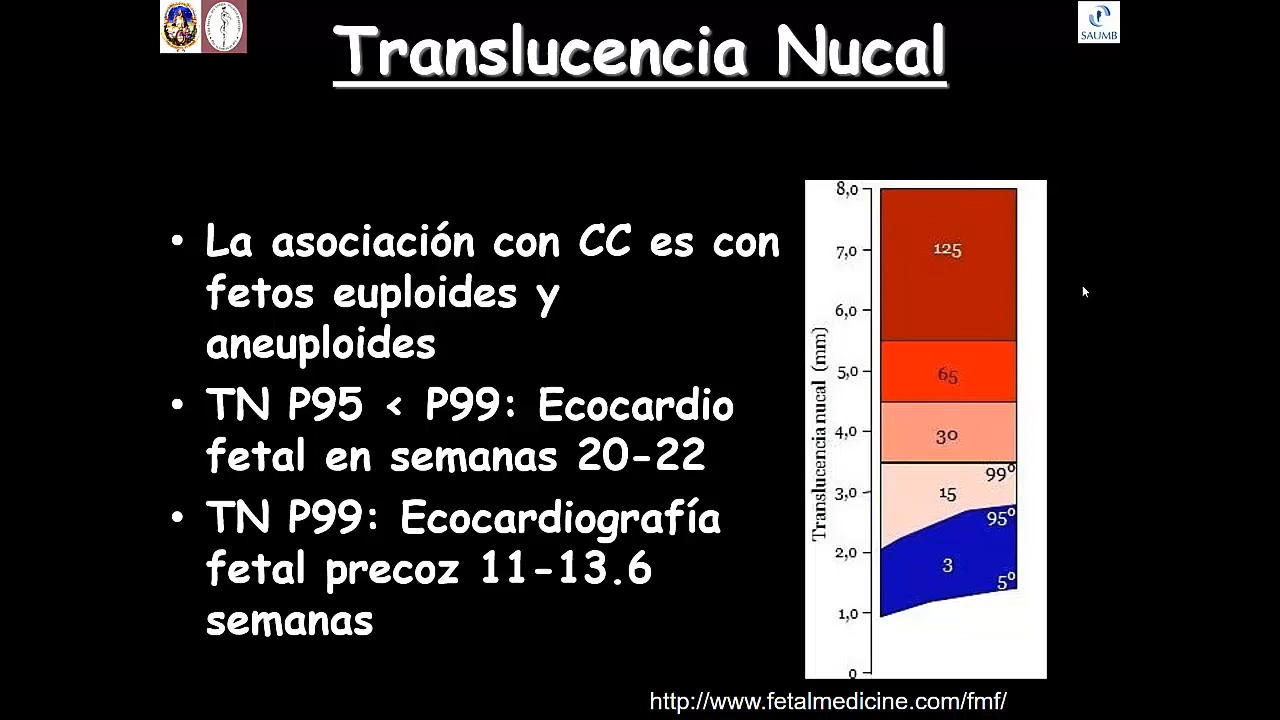 Translucencia Nucal
SAUMB
• La asociación con CC es con
fetos euploides y
aneuploides
• TN P95 < P99: Ecocardio
fetal en semanas 20-22
• TN P99: Ecocardiografía
fetal precoz 11-13.6
semanas
Translucencia nucal (mm)
8,0
7,0
6,0
5,0
4,0
3,0
2,0
1,0
0
125
65
30
99º
15
95º
3
5º
http://www.fetalmedicine.com/fmf/